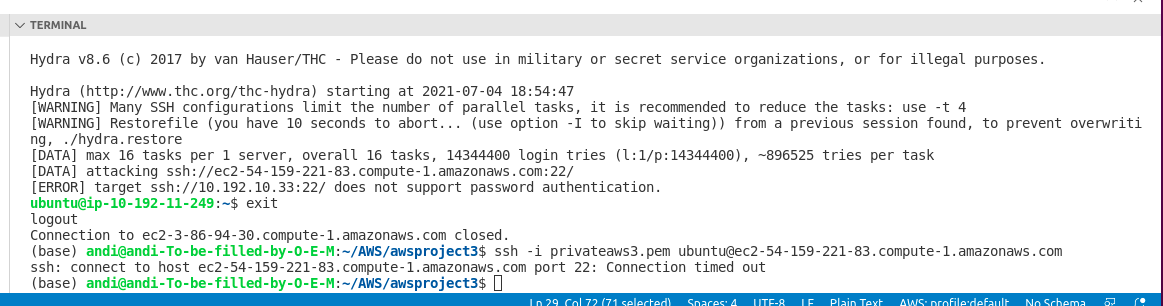 TERMINAL
Hydra v8.6 (c) 2017 by van Hauser/THC - Please do not use in military or secret service organizations, or for illegal purposes.
Hydra (http://www.thc.org/thc-hydra) starting at 2021-07-04 18:54:47
[WARNING] Many SSH configurations limit the number of parallel tasks, it is recommended to reduce the tasks: use -t 4
[WARNING] Restorefile (you have 10 seconds to abort... (use option -I to skip waiting)) from a previous session found, to prevent overwriti
ng, ./hydra.restore
[DATA] max 16 tasks per 1 server, overall 16 tasks, 14344400 login tries (l:1/p:14344400), ~896525 tries per task
[DATA] attacking ssh://ec2-54-159-221-83.compute-1.amazonaws.com:22/
[ERROR] target ssh://10.192.10.33:22/ does not support password authentication.
ubuntu@ip-10-192-11-249:~$ exit
logout
Connection to ec2-3-86-94-30.compute-1.amazonaws.com closed.
(base) andi@andi-To-be-filled-by-O-E-M:~/AWS/awsproject3$ ssh -i privateaws3.pem ubuntu@ec2-54-159-221-83.compute-1.amazonaws.com
ssh: connect to host ec2-54-159-221-83.compute-1.amazonaws.com port 22: Connection timed out
(base) andi@andi-To-be-filled-by-O-E-M:~/AWS/awsproject3$
Ln 29, Col 72 (71 selected) Spaces: 4 UTF-8 LF Plain Text AWS: profile:default No Schema